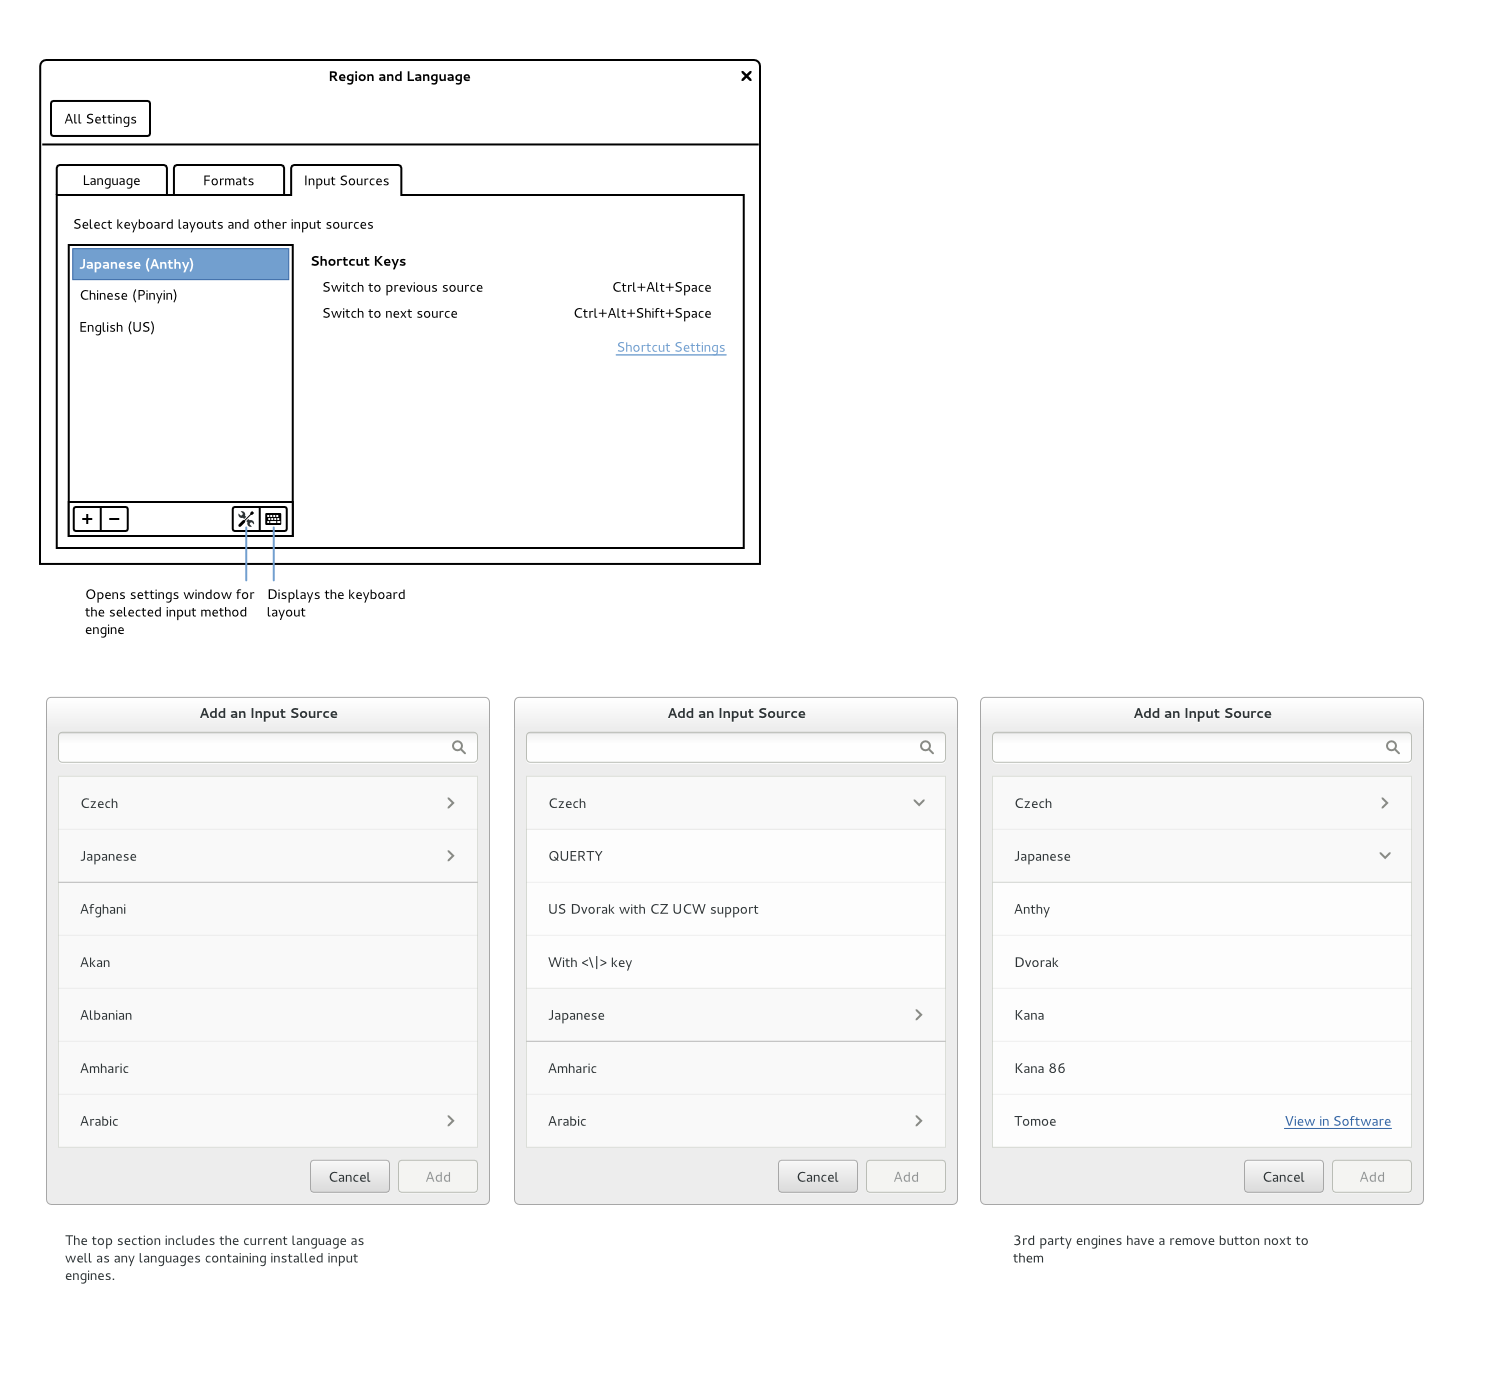 Region and Language
All Settings
Language
Formats
Input Sources
Select keyboard layouts and other input sources
Japanese (Anthy)
Chinese (Pinyin)
English (US)
Shortcut Keys
Switch to previous source
Ctrl+Alt+Space
Switch to next source
Ctrl+Alt+Shift+Space
Shortcut Settings
Opens settings window for
the selected input method
engine
Displays the keyboard
layout
Add an Input Source
Czech
Japanese
Afghani
Akan
Albanian
Amharic
Arabic
Cancel
Add
The top section includes the current language as
well as any languages containing installed input
engines.
Add an Input Source
Czech
QUERTY
US Dvorak with CZ UCW support
With <\|> key
Japanese
Amharic
Arabic
Cancel
Add
Add an Input Source
Czech
Japanese
Anthy
Dvorak
Kana
Kana 86
Tomoe
View in Software
Cancel
Add
3rd party engines have a remove button next to
them